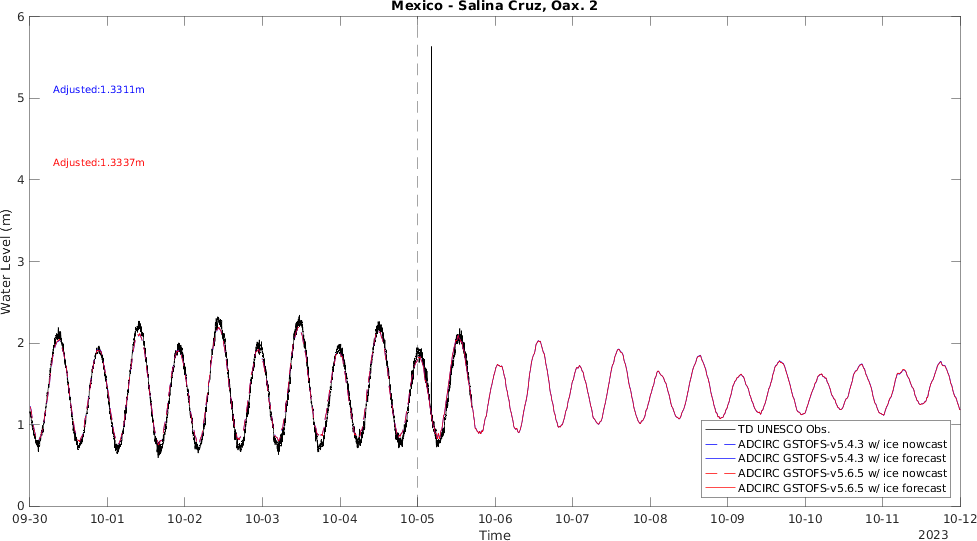 Mexico - Salina Cruz, Oax. 2
6
5
4
3
2
1
0
Water Level (m)
Adjusted:1.3311m
Adjusted:1.3337m
TD UNESCO Obs.
ADCIRC GSTOFS-v5.4.3 w/ ice nowcast
ADCIRC GSTOFS-v5.4.3 w/ ice forecast
ADCIRC GSTOFS-v5.6.5 w/ ice nowcast
ADCIRC GSTOFS-v5.6.5 w/ ice forecast
09-30 10-01 10-02 10-03 10-04 10-05 10-06 10-07 10-08 10-09 10-10 10-11 10-12
Time
2023